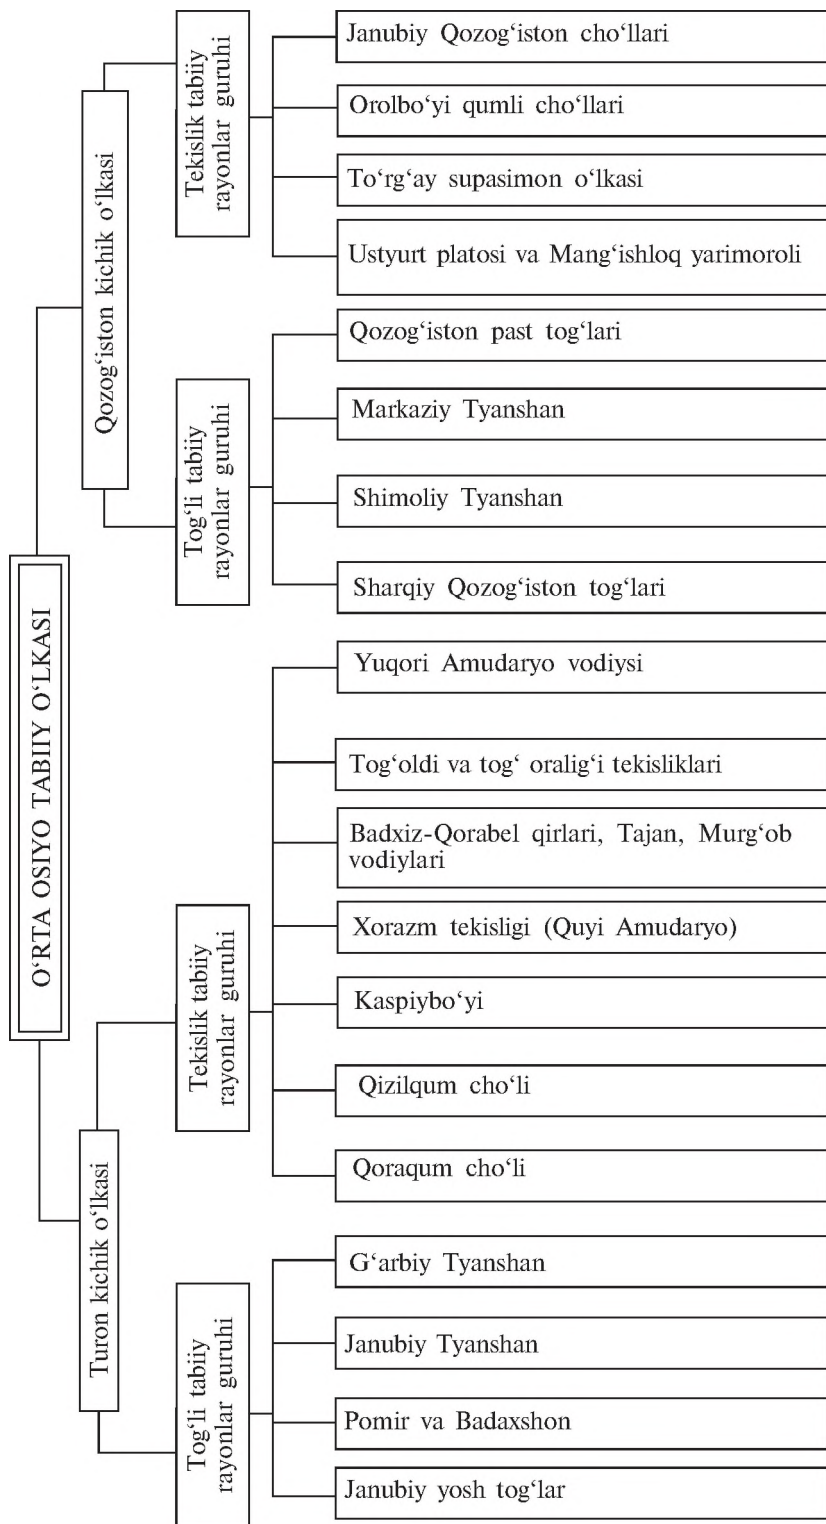 O‘RTA OSIYO TABIIY O‘LKASI
Qozog‘iston kichik o‘lkasi
Tekislik tabiiy
rayonlar guruhi
Janubiy Qozog‘iston cho‘llari
Orolbo‘yi qumli cho‘llari
To‘rg‘ay supasimon o‘lkasi
Ustyurt platosi va Mang‘ishloq yarimoroli
Tog‘li tabiiy
rayonlar guruhi
Qozog‘iston past tog‘lari
Markaziy Tyanshan
Shimoliy Tyanshan
Sharqiy Qozog‘iston tog‘lari
Turon kichik o‘lkasi
Tekislik tabiiy
rayonlar guruhi
Yuqori Amudaryo vodiysi
Tog‘oldi va tog‘ oralig‘i tekisliklari
Badxiz-Qorabel qirlari, Tajan, Murg‘ob
vodiylari
Xorazm tekisligi (Quyi Amudaryo)
Kaspiybo‘yi
Qizilqum cho‘li
Qoraqum cho‘li
Tog‘li tabiiy
rayonlar guruhi
G‘arbiy Tyanshan
Janubiy Tyanshan
Pomir va Badaxshon
Janubiy yosh tog‘lar